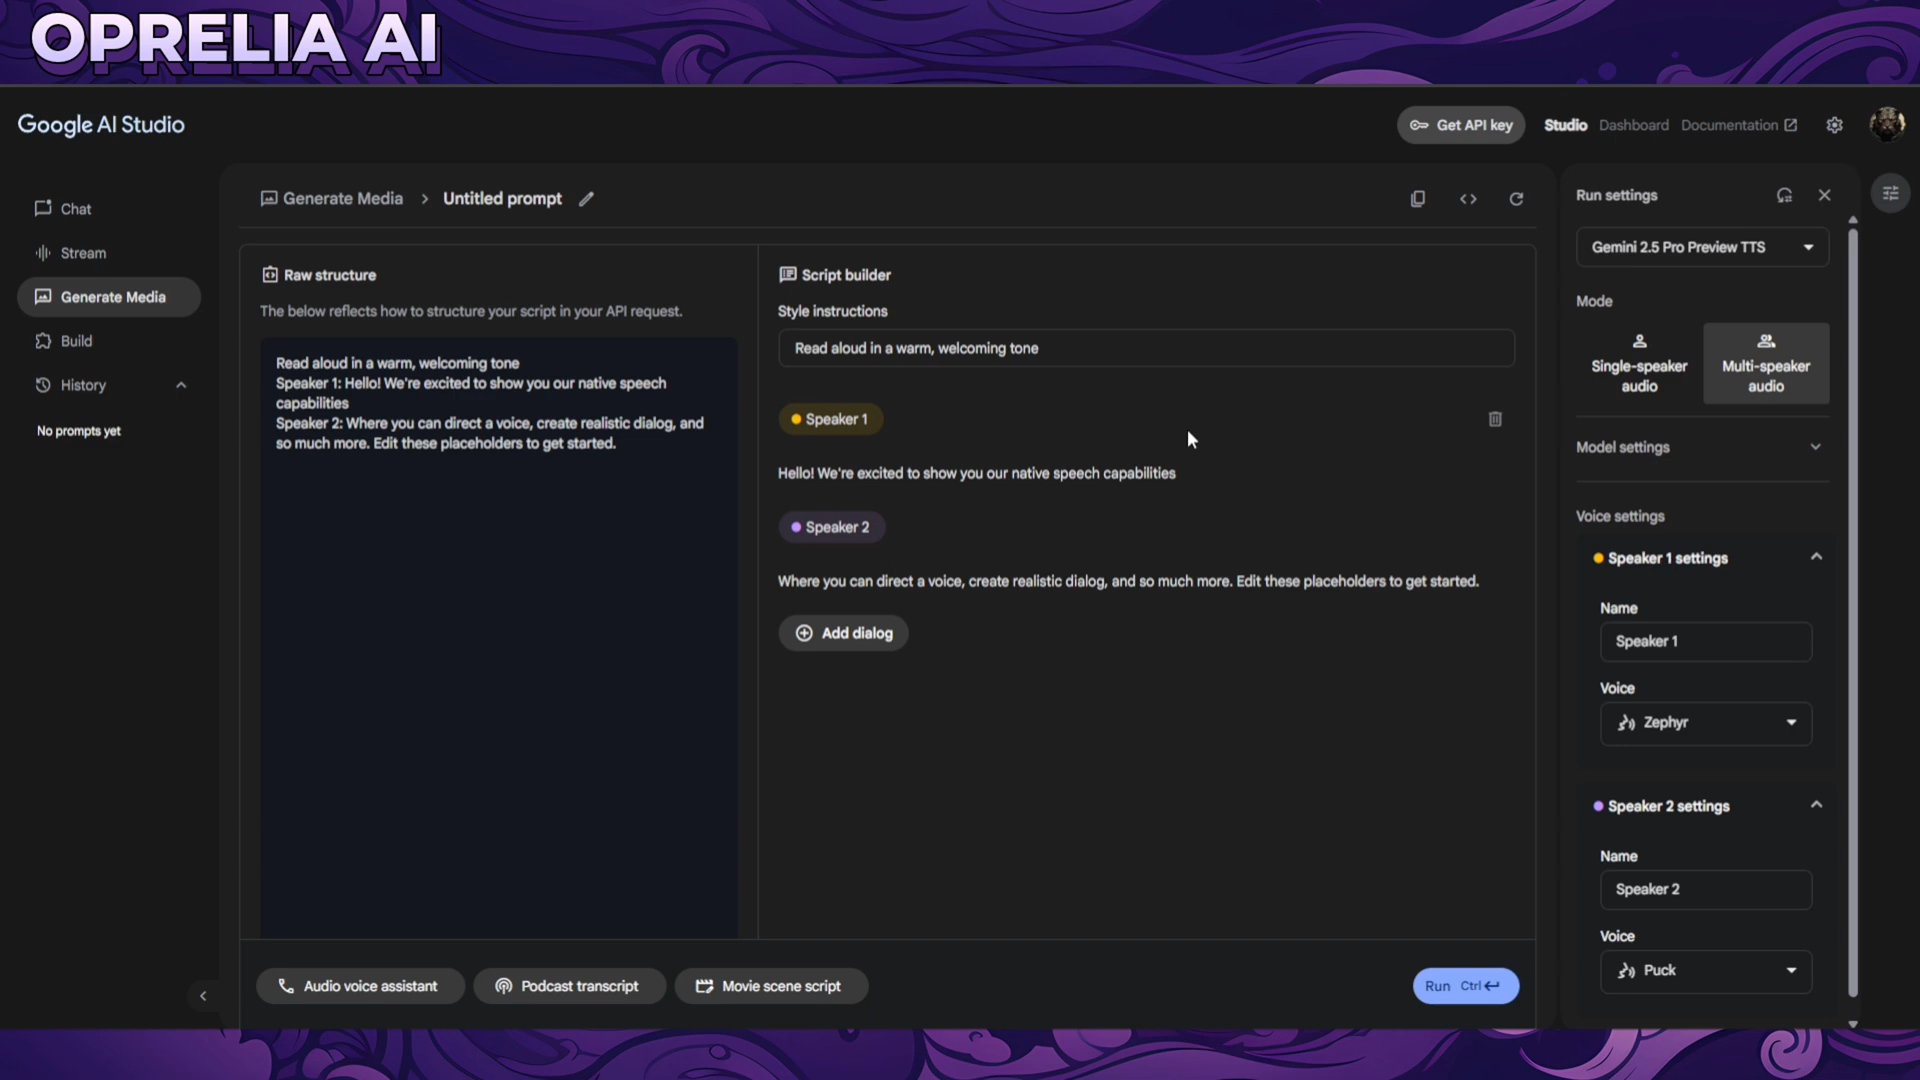 OPRELIA AI
Google AI Studio
Get API key
Studio
Dashboard
Documentation
Chat
Stream
Generate Media
Build
History
No prompts yet
Generate Media > Untitled prompt
Raw structure
The below reflects how to structure your script in your API request.
Read aloud in a warm, welcoming tone
Speaker 1: Hello! We're excited to show you our native speech
capabilities
Speaker 2: Where you can direct a voice, create realistic dialog, and
so much more. Edit these placeholders to get started.
Script builder
Style instructions
Read aloud in a warm, welcoming tone
Speaker 1
Hello! We're excited to show you our native speech capabilities
Speaker 2
Where you can direct a voice, create realistic dialog, and so much more. Edit these placeholders to get started.
Add dialog
Audio voice assistant
Podcast transcript
Movie scene script
Run Ctrl
Run settings
Gemini 2.5 Pro Preview TTS
Mode
Single-speaker
audio
Multi-speaker
audio
Model settings
Voice settings
Speaker 1 settings
Name
Speaker 1
Voice
Zephyr
Speaker 2 settings
Name
Speaker 2
Voice
Puck